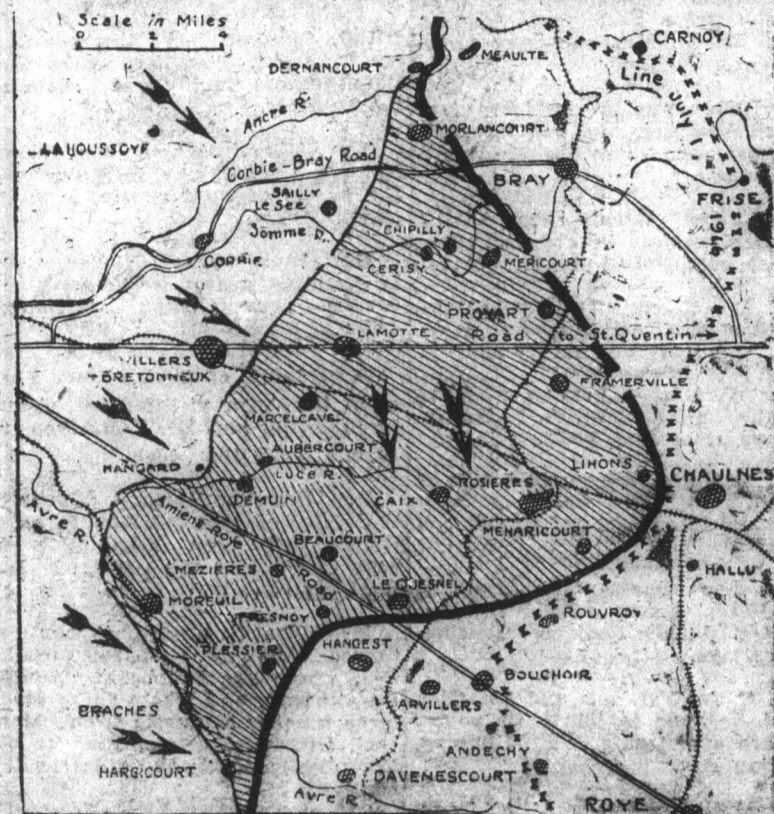 Scale in Miles
0 2 4
CARNOY
MEAULTE
DERNANCOURT
Line July 1
1916
Ancre R.
LAHOUSSOYE
MORLANCOURT
Corbie-Bray Road
BRAY
SAILLY
Le Sec
FRISE
Somme R.
CHIPILLY
CORBIE
CERISY
MERICOURT
PROYART
LAMOTTE
Road to St. Quentin
VILLERS
-BRETONNEUX
FRAMERVILLE
MARCELCAVE
AUBERCOURT
HANGARD
Luce R.
LIHONS
ROSIERES
CHAULNES
DEMUIN
CAIX
Avre R.
Amiens-Roye
Road
BEAUCOURT
MEHARICOURT
MEZIERES
HALLU
MOREUIL
LE QUESNEL
FRESNOY
ROUVROY
HANGEST
PLESSIER
BOUCHOIR
ARVILLERS
BRACHES
ANDECHY
HARGICOURT
DAVENESCOURT
Avre R
ROYE